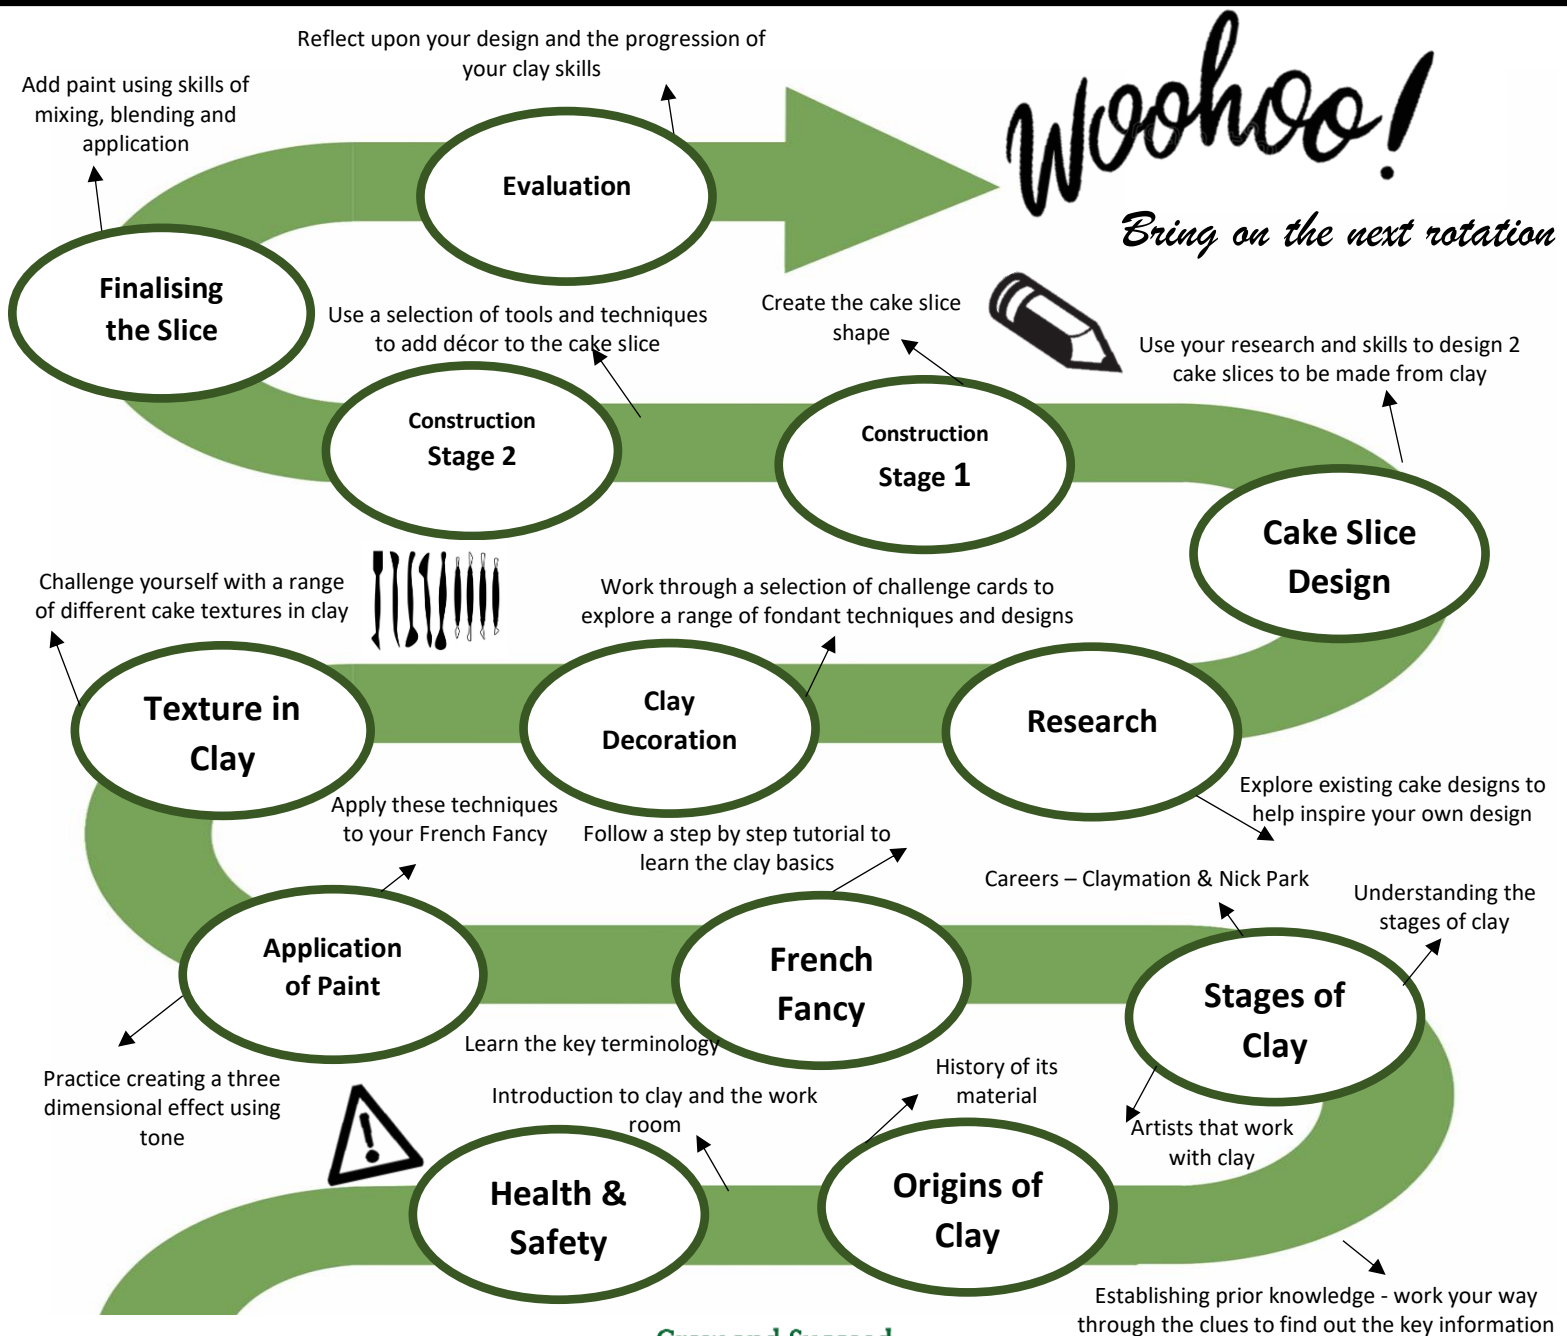 Reflect upon your design and the progression of
your clay skills
Add paint using skills of
mixing, blending and
application
Woohoo!
Bring on the next rotation
Evaluation
Finalising
the Slice
Use a selection of tools and techniques
to add décor to the cake slice
Create the cake slice
shape
Use your research and skills to design 2
cake slices to be made from clay
Construction
Stage 2
Construction
Stage 1
Cake Slice
Design
Challenge yourself with a range
of different cake textures in clay
Work through a selection of challenge cards to
explore a range of fondant techniques and designs
Texture in
Clay
Clay
Decoration
Research
Explore existing cake designs to
help inspire your own design
Apply these techniques
to your French Fancy
Follow a step by step tutorial to
learn the clay basics
Careers – Claymation & Nick Park
Understanding the
stages of clay
Application
of Paint
French
Fancy
Stages of
Clay
Learn the key terminology
Practice creating a three
dimensional effect using
tone
Introduction to clay and the work
room
History of its
material
Artists that work
with clay
Health &
Safety
Origins of
Clay
Establishing prior knowledge - work your way
through the clues to find out the key information